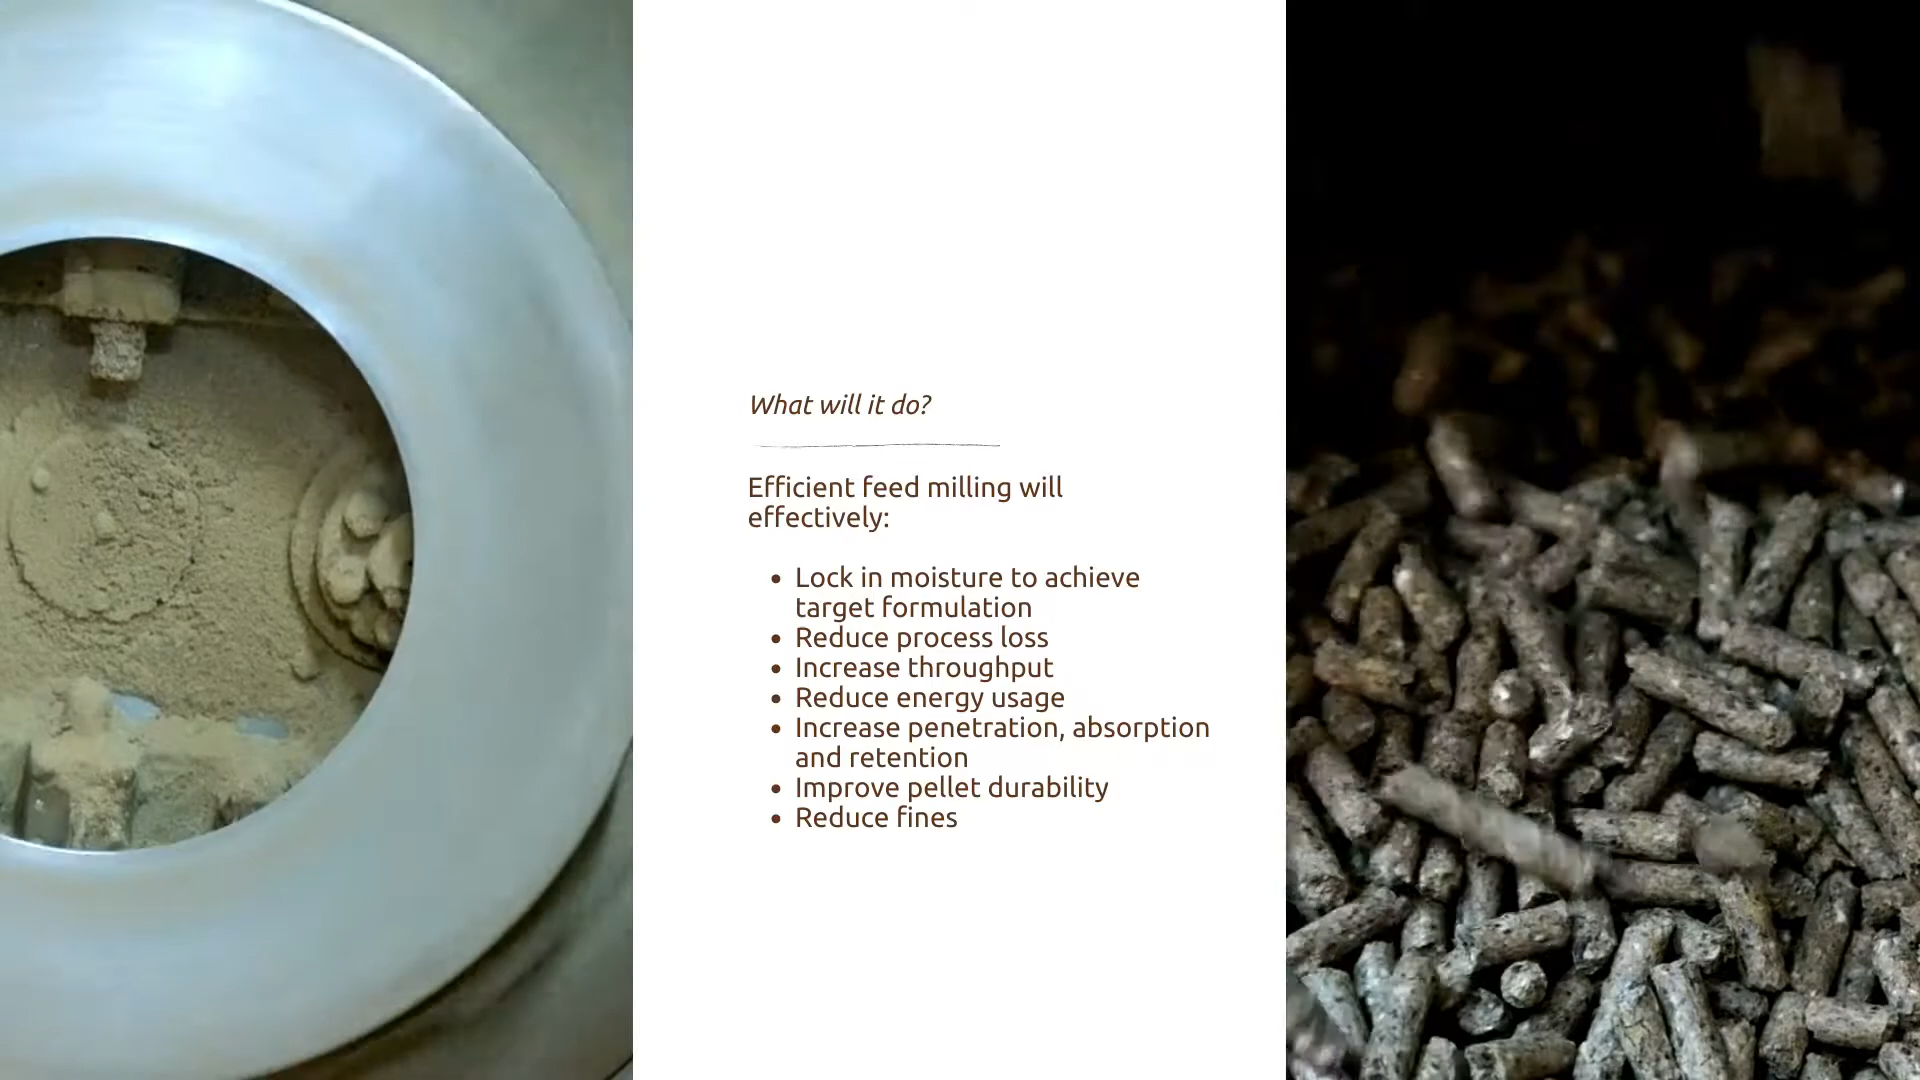 What will it do?
Efficient feed milling will
effectively:
• Lock in moisture to achieve
target formulation
• Reduce process loss
• Increase throughput
• Reduce energy usage
• Increase penetration, absorption
and retention
• Improve pellet durability
• Reduce fines